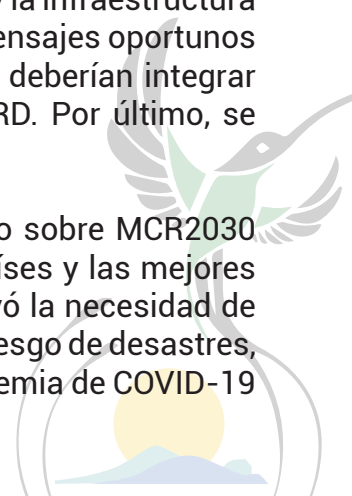 la infraestructura
ensajes oportunos
deberían integrar
RD. Por último, se
o sobre MCR2030
íses y las mejores
ó la necesidad de
esgo de desastres,
emia de COVID-19